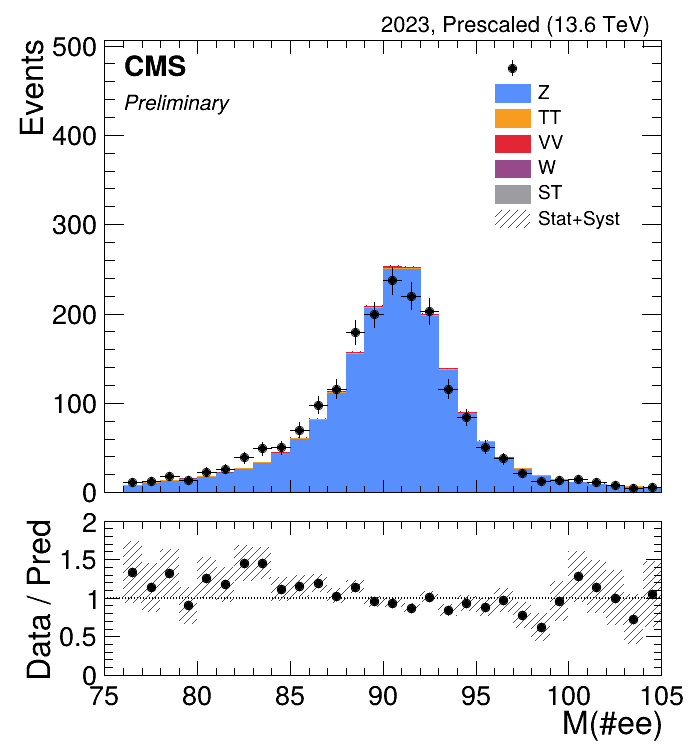 2023, Prescaled (13.6 TeV)
CMS
Preliminary
Events
500
400
300
200
100
0
Z
TT
VV
W
ST
Stat+Syst
Data / Pred
2
1.5
1
0.5
0
75 80 85 90 95 100 105
M(#ee)